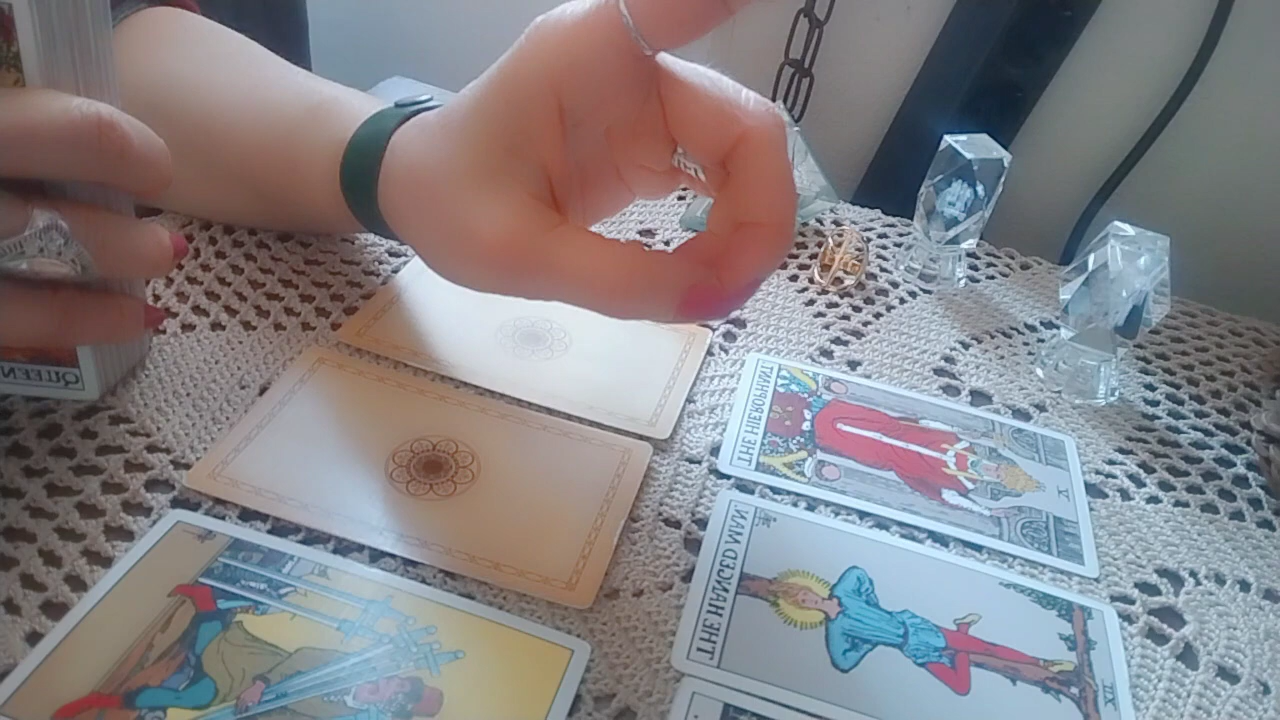 QUEEN
THE HIEROPHANT
V
THE HANGED MAN.
XII